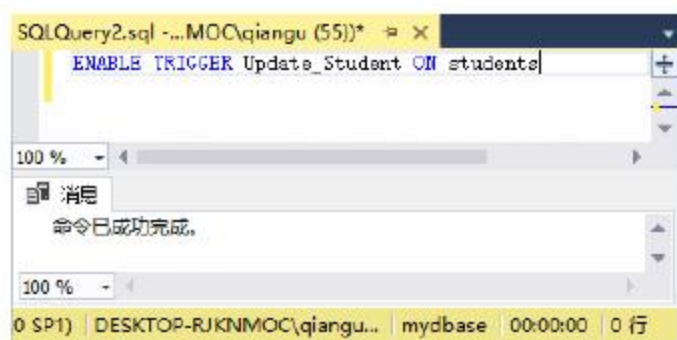 SQLQuery2.sql -...MOC\qiangu (55))*
ENABLE TRIGGER Update_Student ON students
100 %
消息
命令已成功完成。
100 %
0 SP1) DESKTOP-RJKNMOC\qiangu... mydbase 00:00:00 0 行